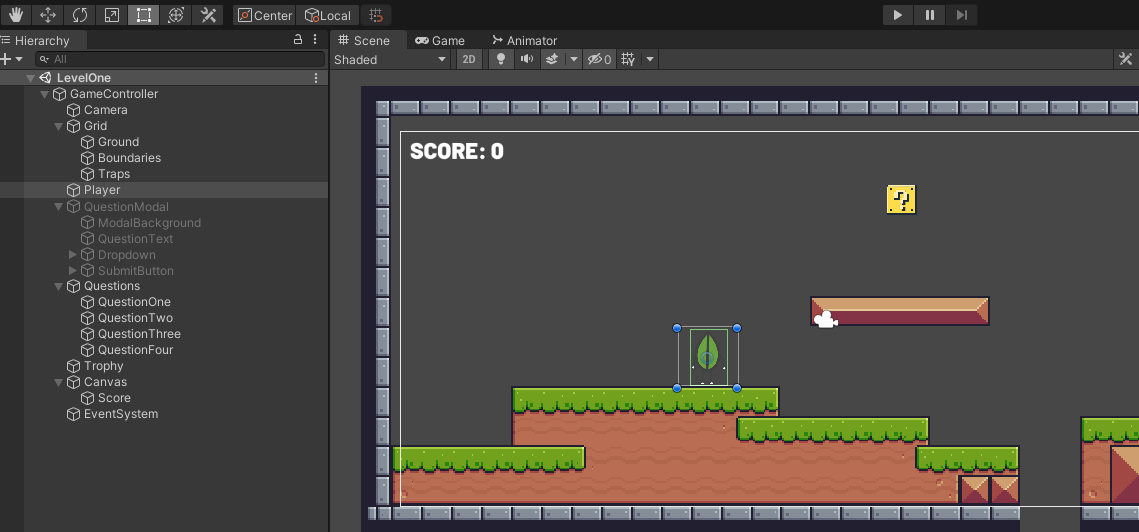 Center
Local
Hierarchy
All
LevelOne
GameController
Camera
Grid
Ground
Boundaries
Traps
Player
QuestionModal
ModalBackground
QuestionText
Dropdown
SubmitButton
Questions
QuestionOne
QuestionTwo
QuestionThree
QuestionFour
Trophy
Canvas
Score
EventSystem
Scene
Game
Animator
Shaded
2D
0
SCORE: 0
?